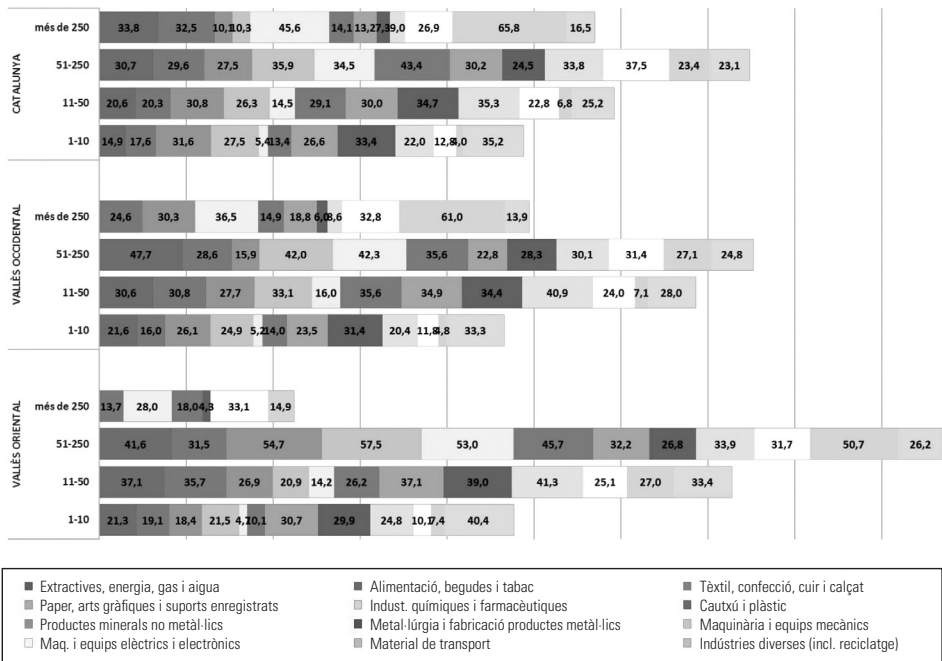 CATALUNYA
més de 250 33,8 32,5 10,1 10,3 45,6 14,1 13,2 7,3 9,0 26,9 65,8 16,5
51-250 30,7 29,6 27,5 35,9 34,5 43,4 30,2 24,5 33,8 37,5 23,4 23,1
11-50 20,6 20,3 30,8 26,3 14,5 29,1 30,0 34,7 35,3 22,8 6,8 25,2
1-10 14,9 17,6 31,6 27,5 5,4 13,4 26,6 33,4 22,0 12,8 4,0 35,2
VALLÈS OCCIDENTAL
més de 250 24,6 30,3 36,5 14,9 18,8 6,0 8,6 32,8 61,0 13,9
51-250 47,7 28,6 15,9 42,0 42,3 35,6 22,8 28,3 30,1 31,4 27,1 24,8
11-50 30,6 30,8 27,7 33,1 16,0 35,6 34,9 34,4 40,9 24,0 7,1 28,0
1-10 21,6 16,0 26,1 24,9 5,2 14,0 23,5 31,4 20,4 11,8 4,8 33,3
VALLÈS ORIENTAL
més de 250 13,7 28,0 18,0 4,3 33,1 14,9
51-250 41,6 31,5 54,7 57,5 53,0 45,7 32,2 26,8 33,9 31,7 50,7 26,2
11-50 37,1 35,7 26,9 20,9 14,2 26,2 37,1 39,0 41,3 25,1 27,0 33,4
1-10 21,3 19,1 18,4 21,5 10,1 30,7 29,9 24,8 10,1 7,4 40,4
Extractives, energia, gas i aigua Alimentació, begudes i tabac Tèxtil, confecció, cuir i calçat
Paper, arts gràfiques i suports enregistrats Indust. químiques i farmacèutiques Cautxú i plàstic
Productes minerals no metàl·lics Metal·lúrgia i fabricació productes metàl·lics Maquinària i equips mecànics
Maq. i equips elèctrics i electrònics Material de transport Indústries diverses (incl. reciclatge)